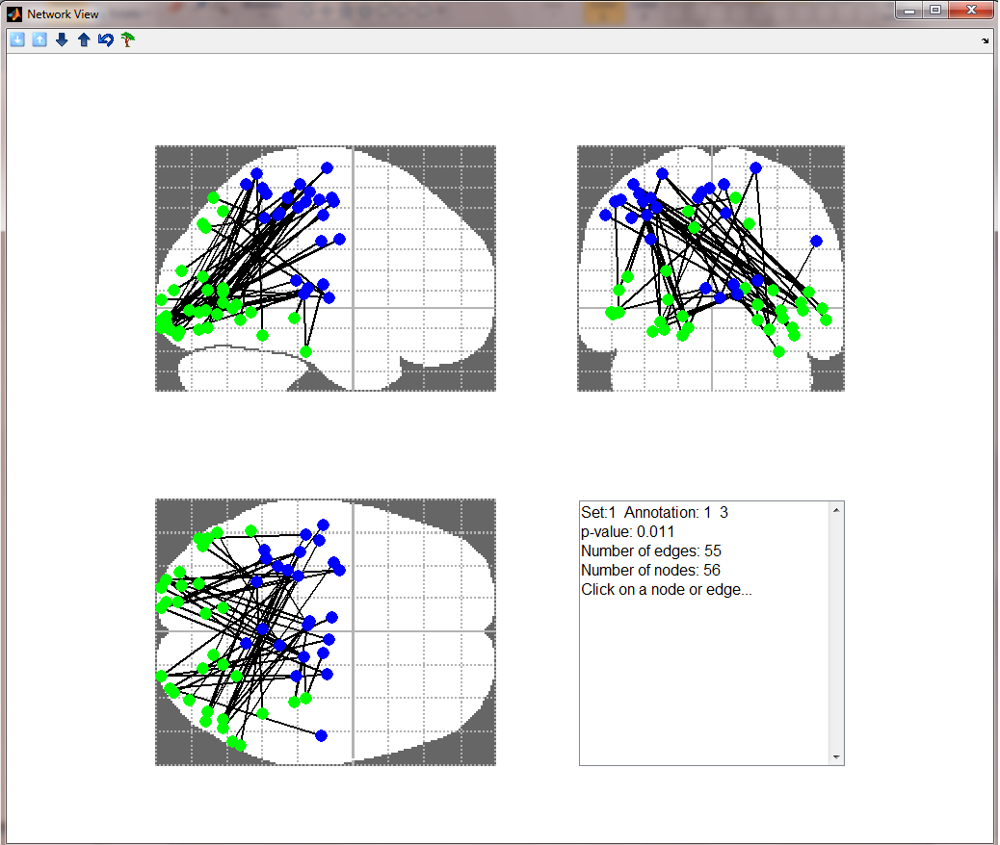 Network View
Set:1 Annotation: 1 3
p-value: 0.011
Number of edges: 55
Number of nodes: 56
Click on a node or edge...